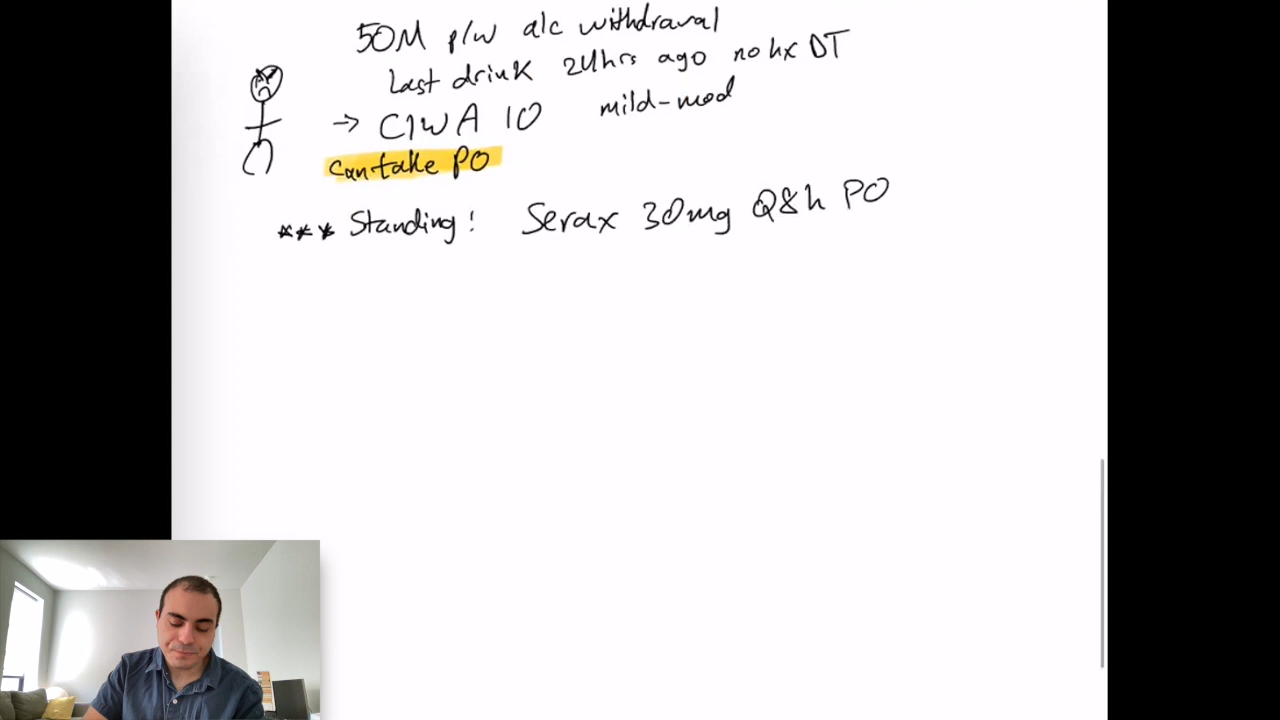 50M p/w alc withdrawal
Last drink 24hrs ago no hx DT
→ CIWA 10 mild-mod
Can take PO
*** Standing! Serax 30mg Q8h PO